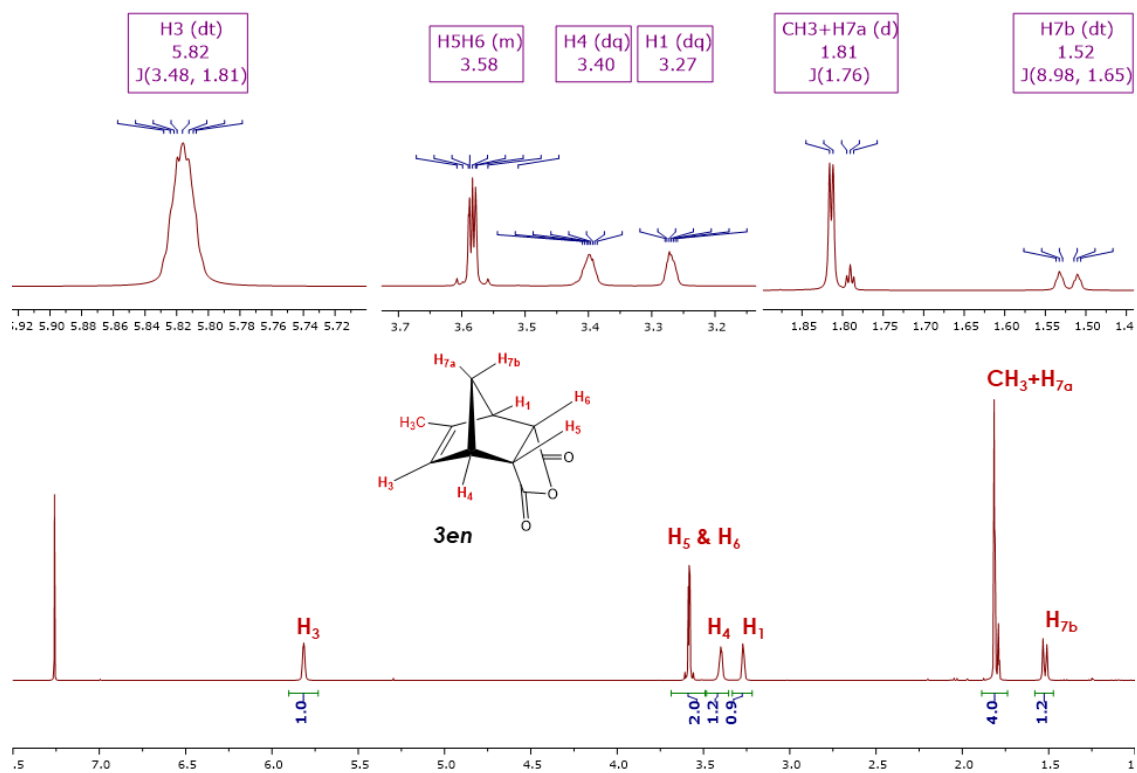 H3 (dt)
5.82
J(3.48, 1.81)
H5H6 (m)
3.58
H4 (dq)
3.40
H1 (dq)
3.27
CH3+H7a (d)
1.81
J(1.76)
H7b (dt)
1.52
J(8.98, 1.65)
5.92 5.90 5.88 5.86 5.84 5.82 5.80 5.78 5.76 5.74 5.72
3.7 3.6 3.5 3.4 3.3 3.2
1.85 1.80 1.75 1.70 1.65 1.60 1.55 1.50 1.45 1.40
H7a H7b
H1
H6
H3C
H5
O
H3
H4
O
O
3en
CH3+H7a
H5 & H6
H3
H4
H1
H7b
1.0
2.0
1.2
0.9
4.0
1.2
7.0 6.5 6.0 5.5 5.0 4.5 4.0 3.5 3.0 2.5 2.0 1.5